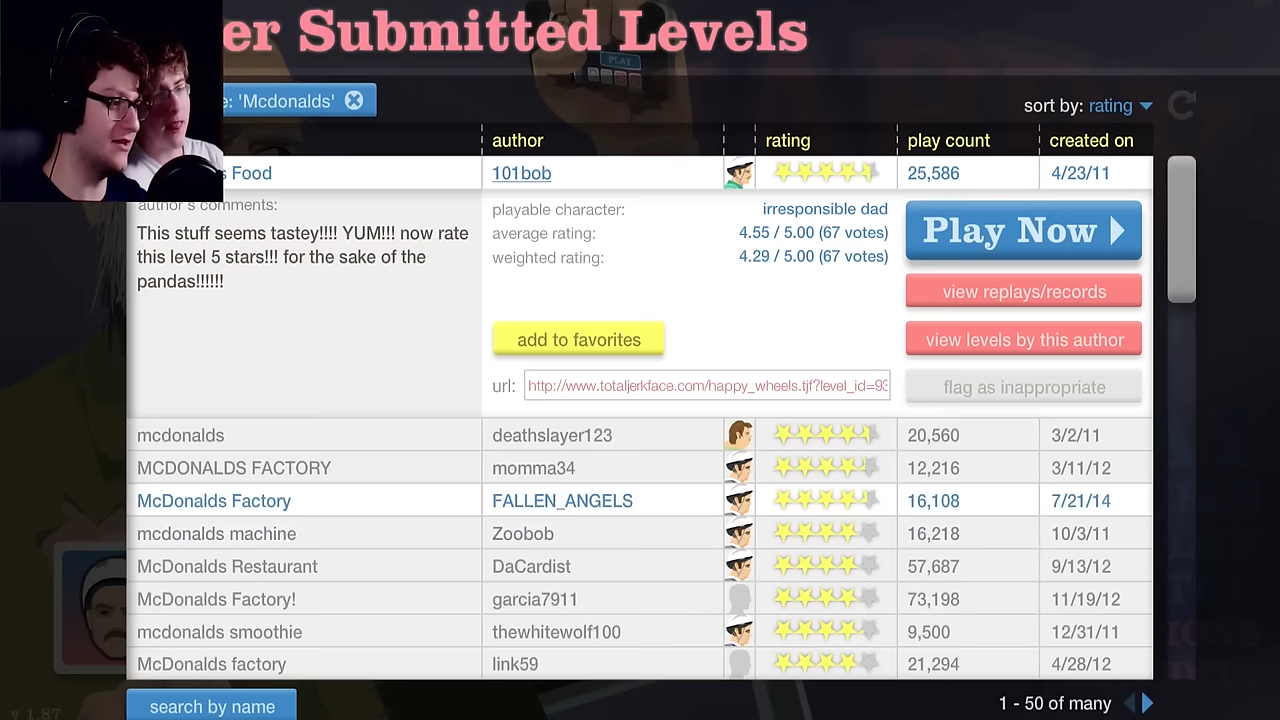 er Submitted Levels
PLAY
e: 'Mcdonalds'
sort by: rating
author rating play count created on
s Food 101bob 25,586 4/23/11
author's comments:
This stuff seems tastey!!!! YUM!!! now rate
this level 5 stars!!! for the sake of the
pandas!!!!!!
playable character: irresponsible dad
average rating: 4.55 / 5.00 (67 votes)
weighted rating: 4.29 / 5.00 (67 votes)
add to favorites
url: http://www.totaljerkface.com/happy_wheels.tjf?level_id=93
Play Now
view replays/records
view levels by this author
flag as inappropriate
mcdonalds deathslayer123 20,560 3/2/11
MCDONALDS FACTORY momma34 12,216 3/11/12
McDonalds Factory FALLEN_ANGELS 16,108 7/21/14
mcdonalds machine Zoobob 16,218 10/3/11
McDonalds Restaurant DaCardist 57,687 9/13/12
McDonalds Factory! garcia7911 73,198 11/19/12
mcdonalds smoothie thewhitewolf100 9,500 12/31/11
McDonalds factory link59 21,294 4/28/12
search by name
1 - 50 of many
v 1.87